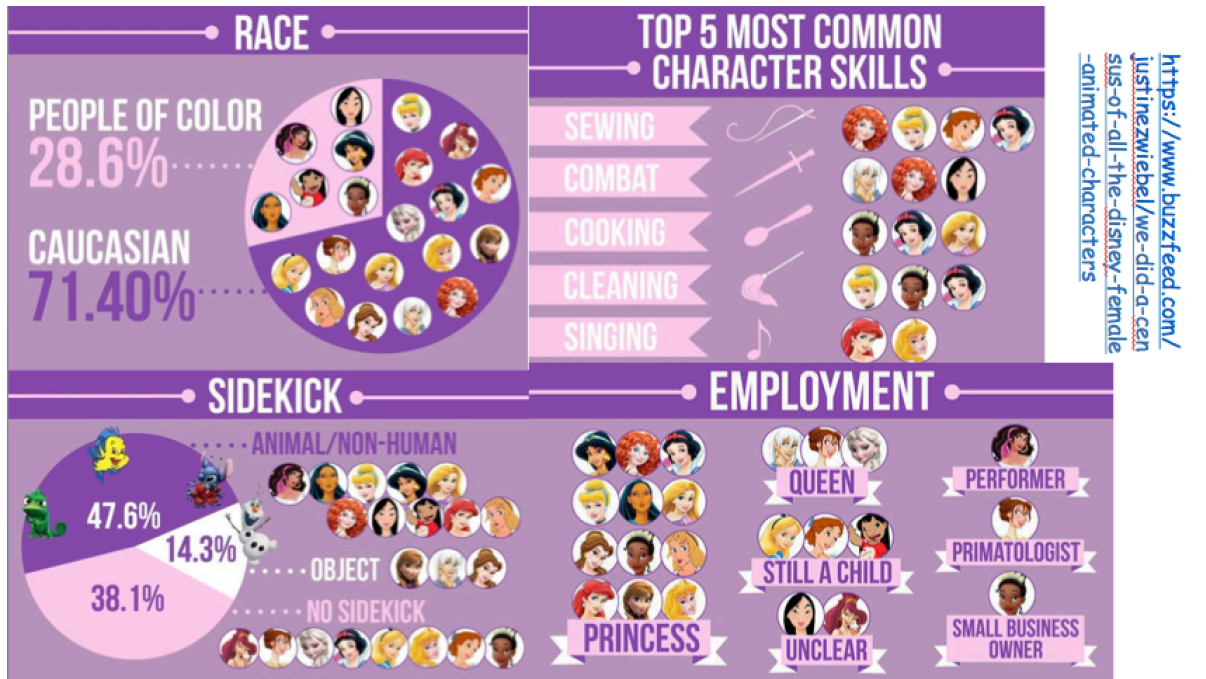 RACE
PEOPLE OF COLOR
28.6%
CAUCASIAN
71.40%
TOP 5 MOST COMMON
CHARACTER SKILLS
SEWING
COMBAT
COOKING
CLEANING
SINGING
https://www.buzzfeed.com/
justinezwiebel/we-did-a-cen
sus-of-all-the-disney-female
-animated-characters
SIDEKICK
ANIMAL/NON-HUMAN
47.6%
14.3%
OBJECT
38.1%
NO SIDEKICK
EMPLOYMENT
PRINCESS
QUEEN
STILL A CHILD
UNCLEAR
PERFORMER
PRIMATOLOGIST
SMALL BUSINESS
OWNER